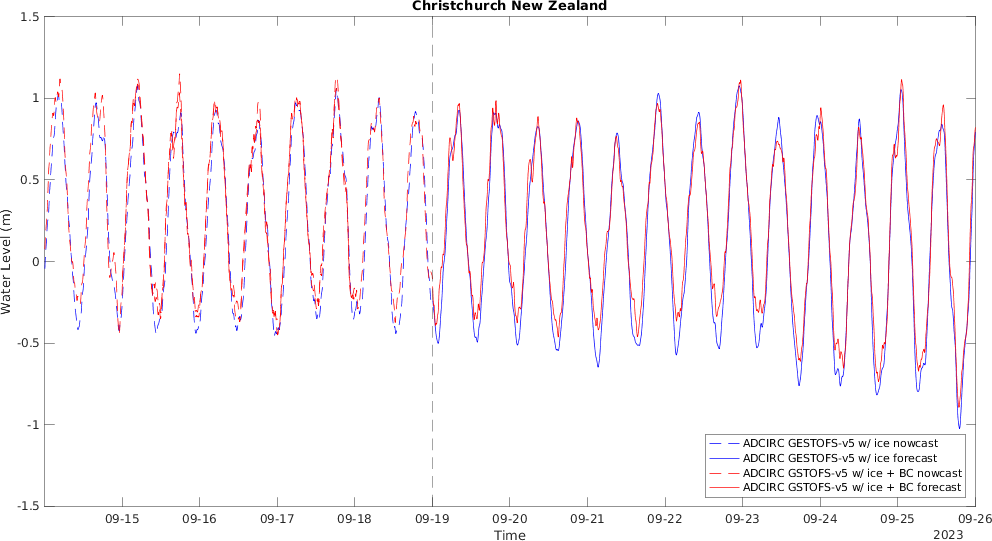 Christchurch New Zealand
1.5
1
0.5
0
-0.5
-1
-1.5
Water Level (m)
09-15 09-16 09-17 09-18 09-19 09-20 09-21 09-22 09-23 09-24 09-25 09-26
Time
2023
ADCIRC GESTOFS-v5 w/ ice nowcast
ADCIRC GESTOFS-v5 w/ ice forecast
ADCIRC GSTOFS-v5 w/ ice + BC nowcast
ADCIRC GSTOFS-v5 w/ ice + BC forecast